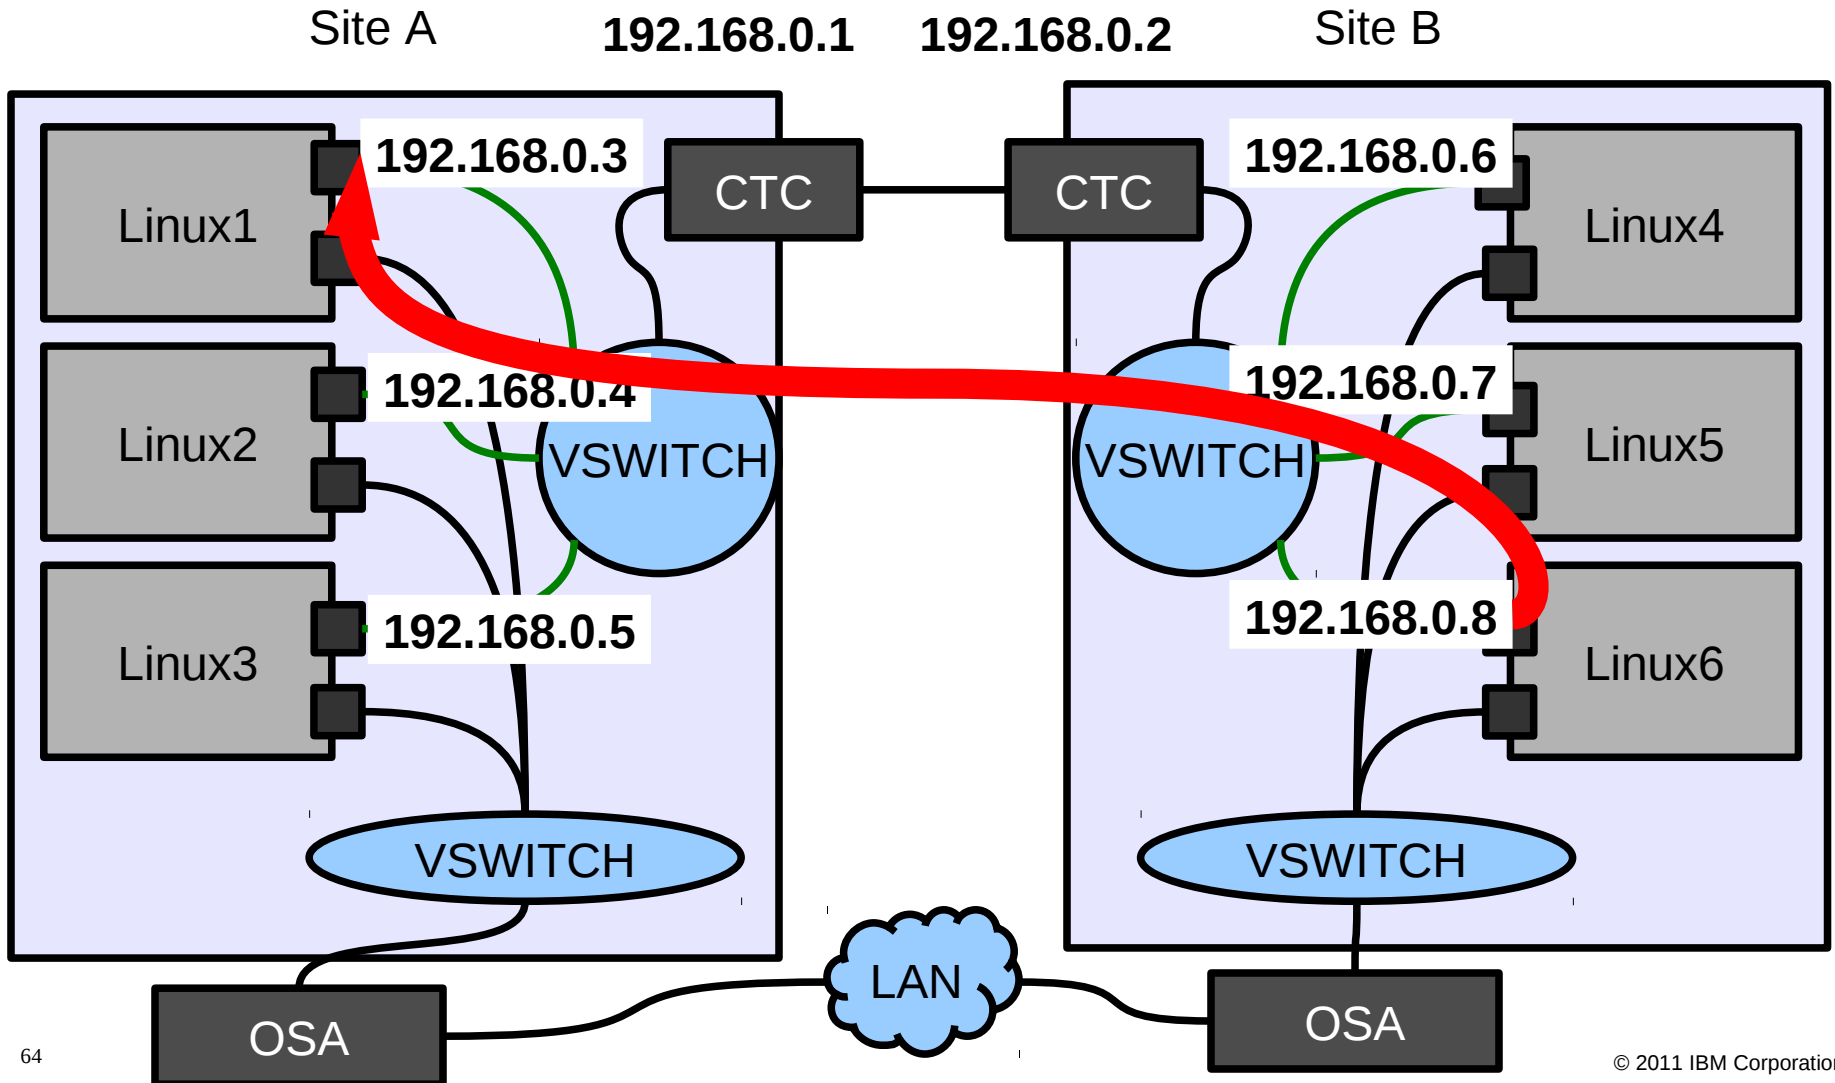 Site A
192.168.0.1
192.168.0.2
Site B
192.168.0.3
CTC
CTC
192.168.0.6
Linux1
Linux4
192.168.0.4
192.168.0.7
Linux2
VSWITCH
VSWITCH
Linux5
192.168.0.5
192.168.0.8
Linux3
Linux6
VSWITCH
VSWITCH
LAN
OSA
OSA
64
© 2011 IBM Corporation